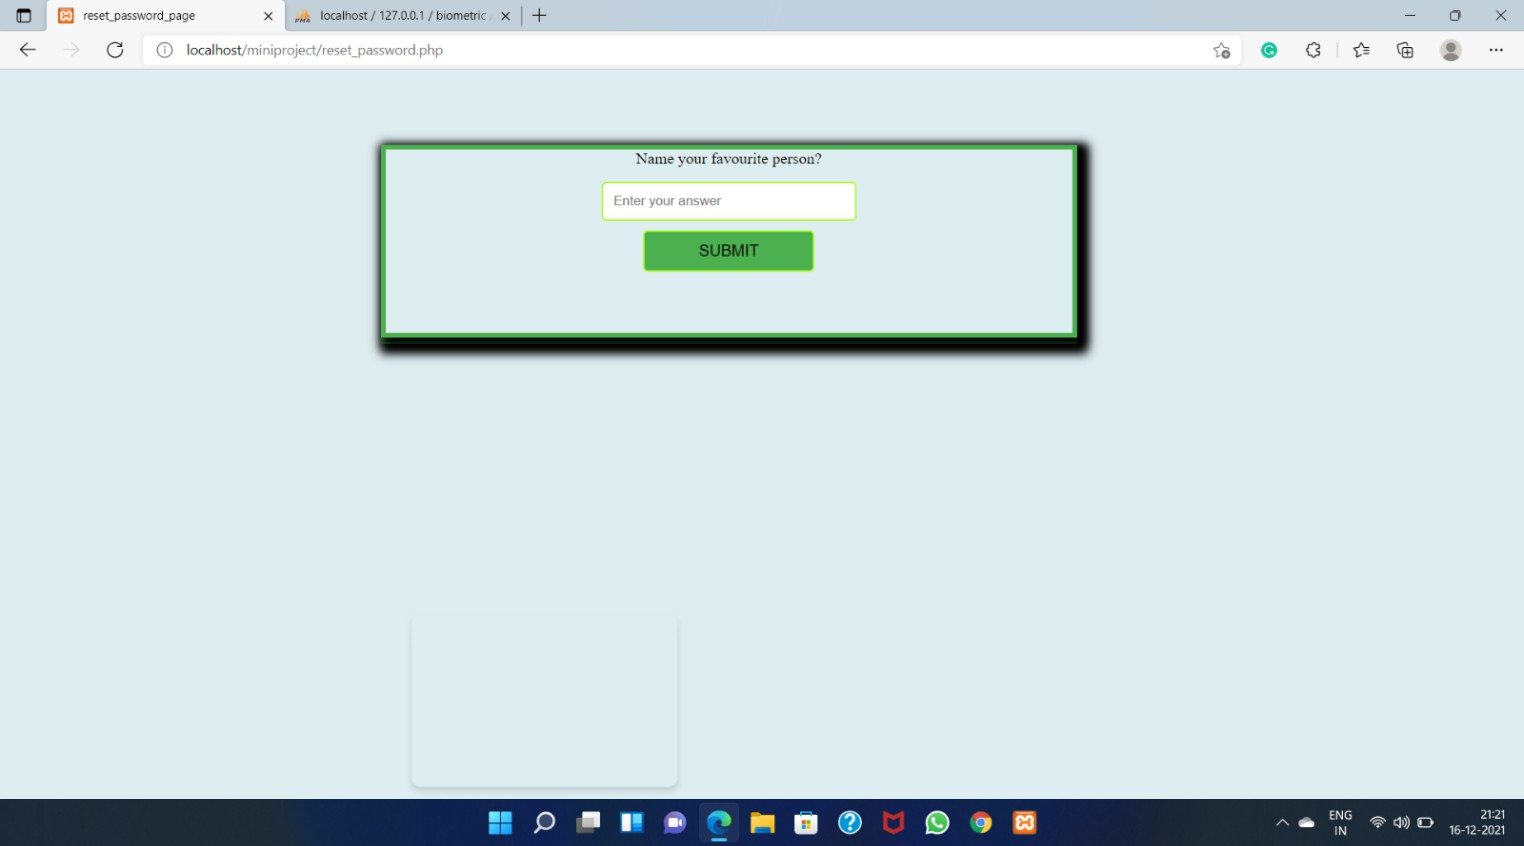 reset_password_page
localhost / 127.0.0.1 / biometric
localhost/miniproject/reset_password.php
Name your favourite person?
Enter your answer
SUBMIT
ENG
IN
21:21
16-12-2021